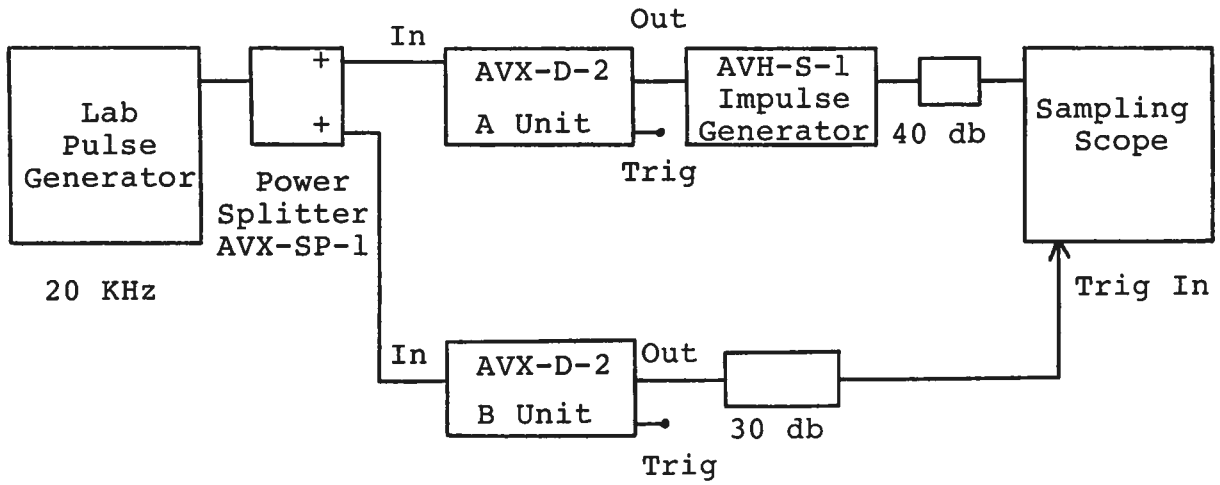 Lab
Pulse
Generator
20 KHz
+
+
Power
Splitter
AVX-SP-1
In
AVX-D-2
A Unit
Out
Trig
AVH-S-1
Impulse
Generator
40 db
Sampling
Scope
Trig In
In
AVX-D-2
B Unit
Out
Trig
30 db